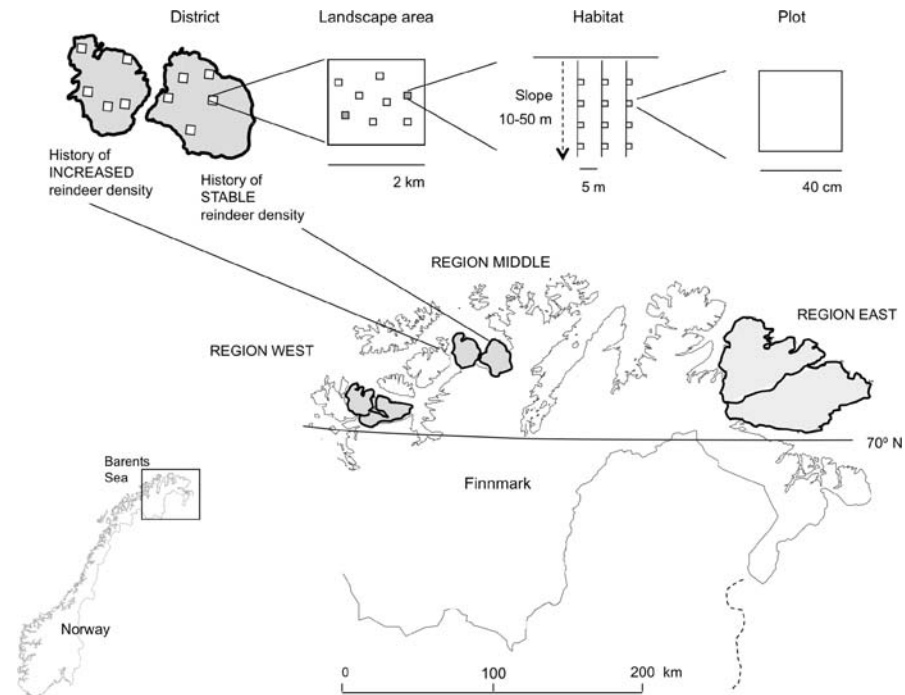 District
Landscape area
Habitat
Plot
Slope
10-50 m
History of
INCREASED
reindeer density
History of
STABLE
reindeer density
2 km
5 m
40 cm
REGION MIDDLE
REGION EAST
REGION WEST
70º N
Barents
Sea
Finnmark
Norway
0 100 200 km